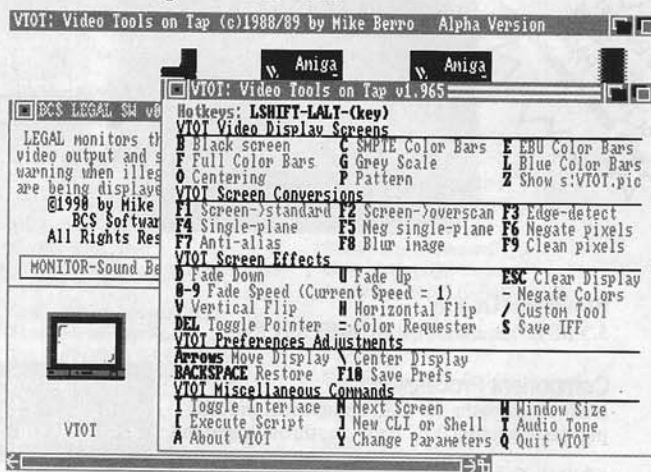 VTOT: Video Tools on Tap (c)1988/89 by Mike Berro   Alpha Version
Amiga
Amiga
BCS LEGAL SW
LEGAL monitors
video output and
warning when
are being
©1990 by Mike
BCS
All Rights
MONITOR-Sound
VTOT
VTOT: Video Tools on Tap v1.965
Hotkeys: LSHIFT-LALT-(key)
VTOT Video Display Screens
B Black screen C SMPTE Color Bars E EBU Color Bars
F Full Color Bars G Grey Scale L Blue Color Bars
O Centering P Pattern Z Show s:VTOT.pic
VTOT Screen Conversions
F1 Screen->standard F2 Screen->overscan F3 Edge-detect
F4 Single-plane F5 Neg single-plane F6 Negate pixels
F7 Anti-alias F8 Blur image F9 Clean pixels
VTOT Screen Effects
D Fade Down U Fade Up ESC Clear Display
0-9 Fade Speed (Current Speed = 1) - Negate Colors
V Vertical Flip H Horizontal Flip / Custom Tool
DEL Toggle Pointer = Color Requester S Save IFF
VTOT Preferences Adjustments
Arrows Move Display \ Center Display
BACKSPACE Restore F10 Save Prefs
VTOT Miscellaneous Commands
I Toggle Interlace N Next Screen W Window Size
[ Execute Script ] New CLI or Shell T Audio Tone
A About VTOT Y Change Parameters Q Quit VTOT